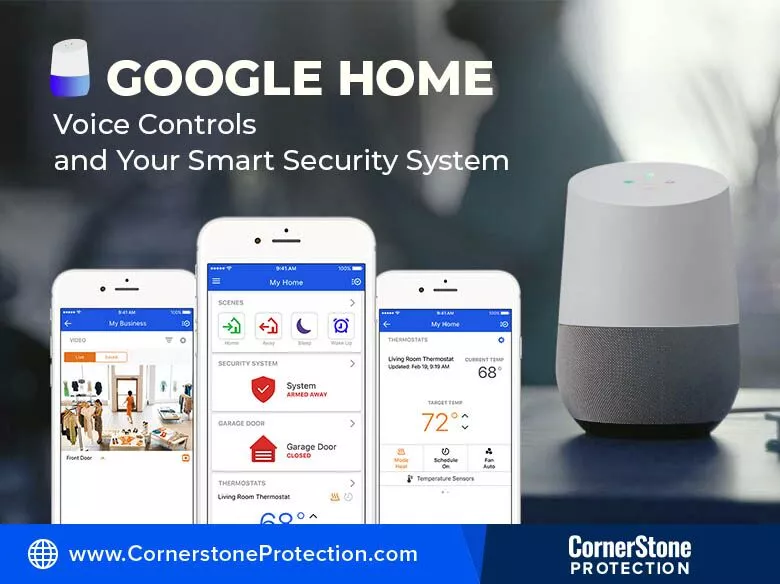 GOOGLE HOME
Voice Controls
and Your Smart Security System
9:41 AM
100%
My Business
VIDEO
Live
Saved
Front Door
9:41 AM
100%
My Home
SCENES
Home
Away
Sleep
Wake Up
SECURITY SYSTEM
System
ARMED AWAY
GARAGE DOOR
Garage Door
CLOSED
THERMOSTATS
Living Room Thermostat
68°
9:41 AM
100%
My Home
THERMOSTATS
Living Room Thermostat
Updated: Feb 19, 9:19 AM
CURRENT TEMP
68°
TARGET TEMP
72°
Mode
Heat
Schedule
On
Fan
Auto
Temperature Sensors
www.CornerstoneProtection.com
CornerStone
PROTECTION